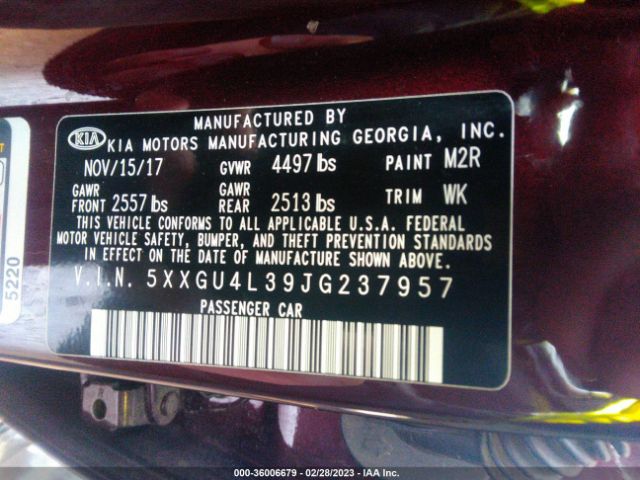 MANUFACTURED BY
KIA KIA MOTORS MANUFACTURING GEORGIA, INC.
NOV/15/17 GVWR 4497 lbs PAINT M2R
GAWR FRONT 2557 lbs GAWR REAR 2513 lbs TRIM WK
THIS VEHICLE CONFORMS TO ALL APPLICABLE U.S.A. FEDERAL
MOTOR VEHICLE SAFETY, BUMPER, AND THEFT PREVENTION STANDARDS
IN EFFECT ON THE DATE OF MANUFACTURE SHOWN ABOVE.
V.I.N. 5XXGU4L39JG237957
PASSENGER CAR
5220
000-36006679 - 02/28/2023 - IAA Inc.